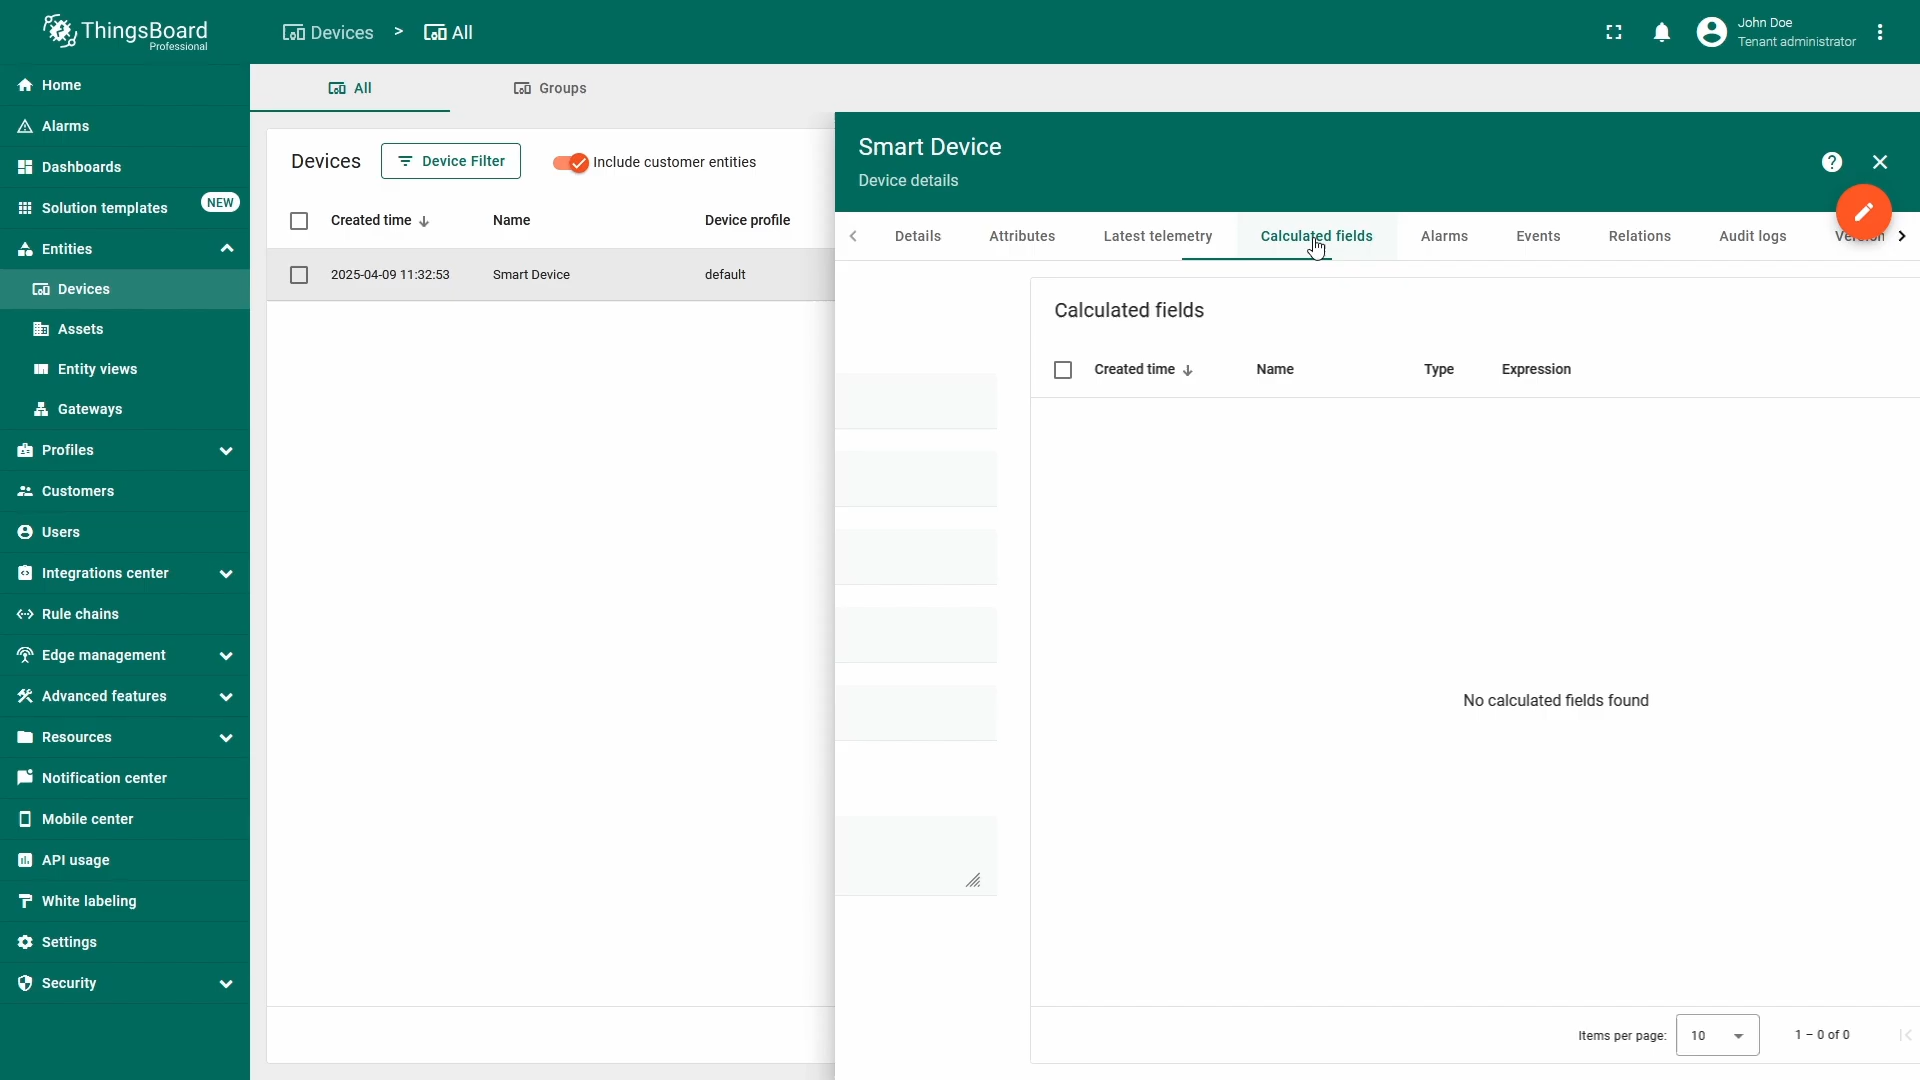 ThingsBoard
Professional
Devices > All
John Doe
Tenant administrator
Home
Alarms
Dashboards
Solution templates NEW
Entities
Devices
Assets
Entity views
Gateways
Profiles
Customers
Users
Integrations center
Rule chains
Edge management
Advanced features
Resources
Notification center
Mobile center
API usage
White labeling
Settings
Security
All Groups
Devices Device Filter Include customer entities
Created time Name Device profile
2025-04-09 11:32:53 Smart Device default
Smart Device
Device details
Details Attributes Latest telemetry Calculated fields Alarms Events Relations Audit logs
Calculated fields
Created time Name Type Expression
No calculated fields found
Items per page: 10 1 – 0 of 0